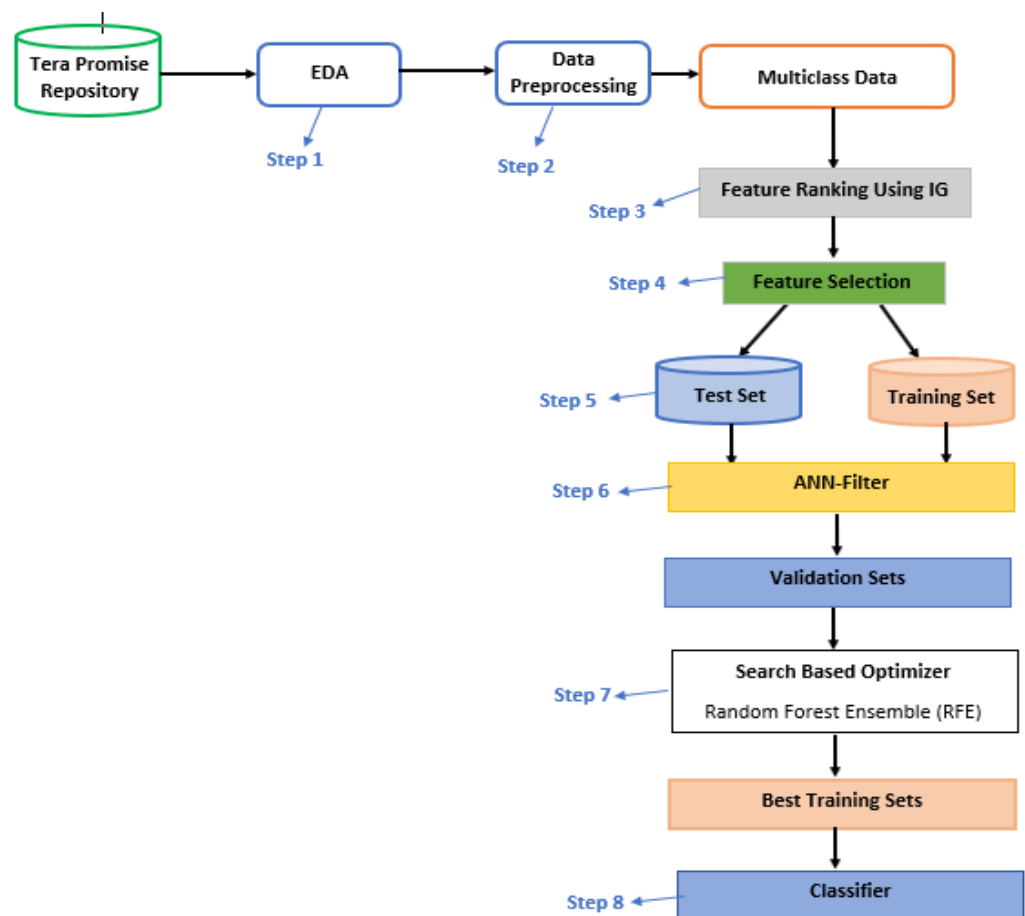 Tera Promise
Repository
EDA
Data
Preprocessing
Multiclass Data
Step 1
Step 2
Feature Ranking Using IG
Step 3
Feature Selection
Step 4
Test Set
Training Set
Step 5
ANN-Filter
Step 6
Validation Sets
Search Based Optimizer
Random Forest Ensemble (RFE)
Step 7
Best Training Sets
Classifier
Step 8